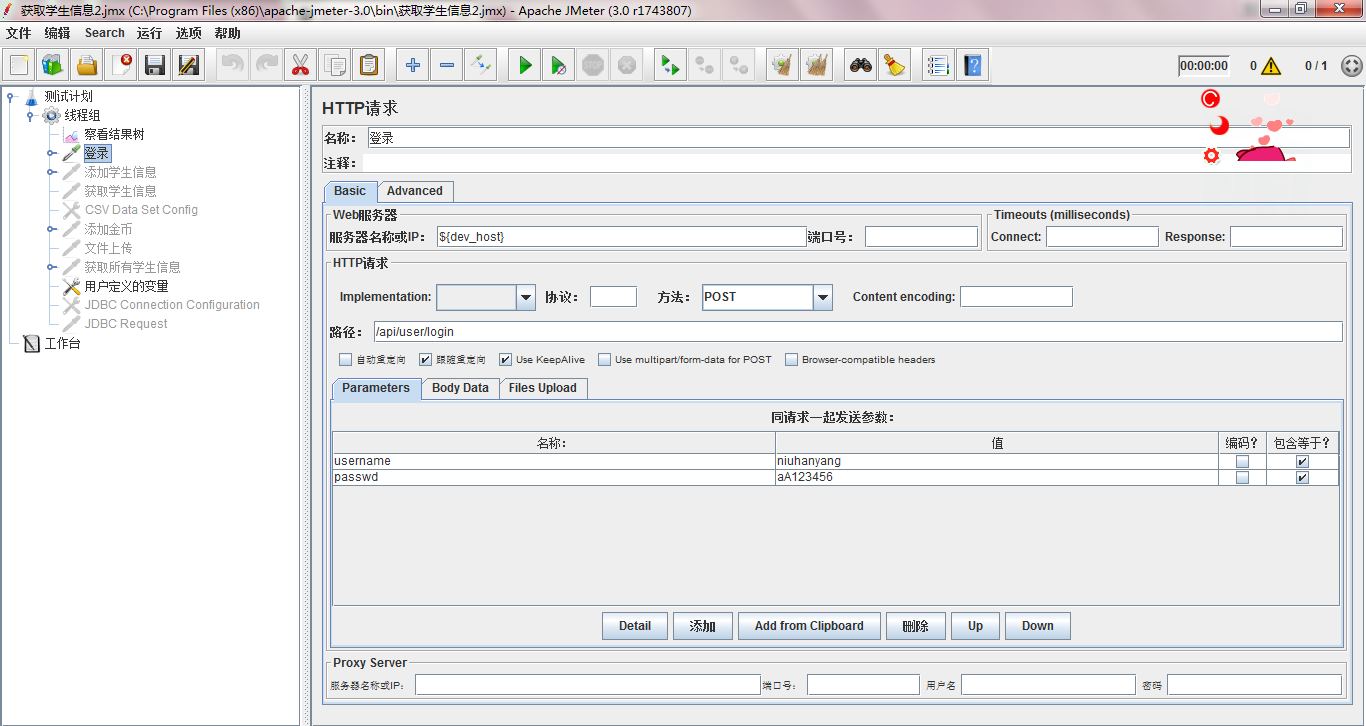 获取学生信息2.jmx (C:\Program Files (x86)\apache-jmeter-3.0\bin\获取学生信息2.jmx) - Apache JMeter (3.0 r1743807)
文件 编辑 Search 运行 选项 帮助
STOP 00:00:00 0 0 / 1
测试计划
线程组
察看结果树
登录
添加学生信息
获取学生信息
CSV Data Set Config
添加金币
文件上传
获取所有学生信息
用户定义的变量
JDBC Connection Configuration
JDBC Request
工作台
HTTP请求
名称: 登录
注释:
Basic Advanced
Web服务器
服务器名称或IP: ${dev_host} 端口号:
Timeouts (milliseconds)
Connect: Response:
HTTP请求
Implementation: 协议: 方法: POST Content encoding:
路径: /api/user/login
自动重定向 跟随重定向 Use KeepAlive Use multipart/form-data for POST Browser-compatible headers
Parameters Body Data Files Upload
同请求一起发送参数:
名称: 值 编码? 包含等于?
username niuhanyang
passwd aA123456
Detail 添加 Add from Clipboard 删除 Up Down
Proxy Server
服务器名称或IP: 端口号: 用户名 密码